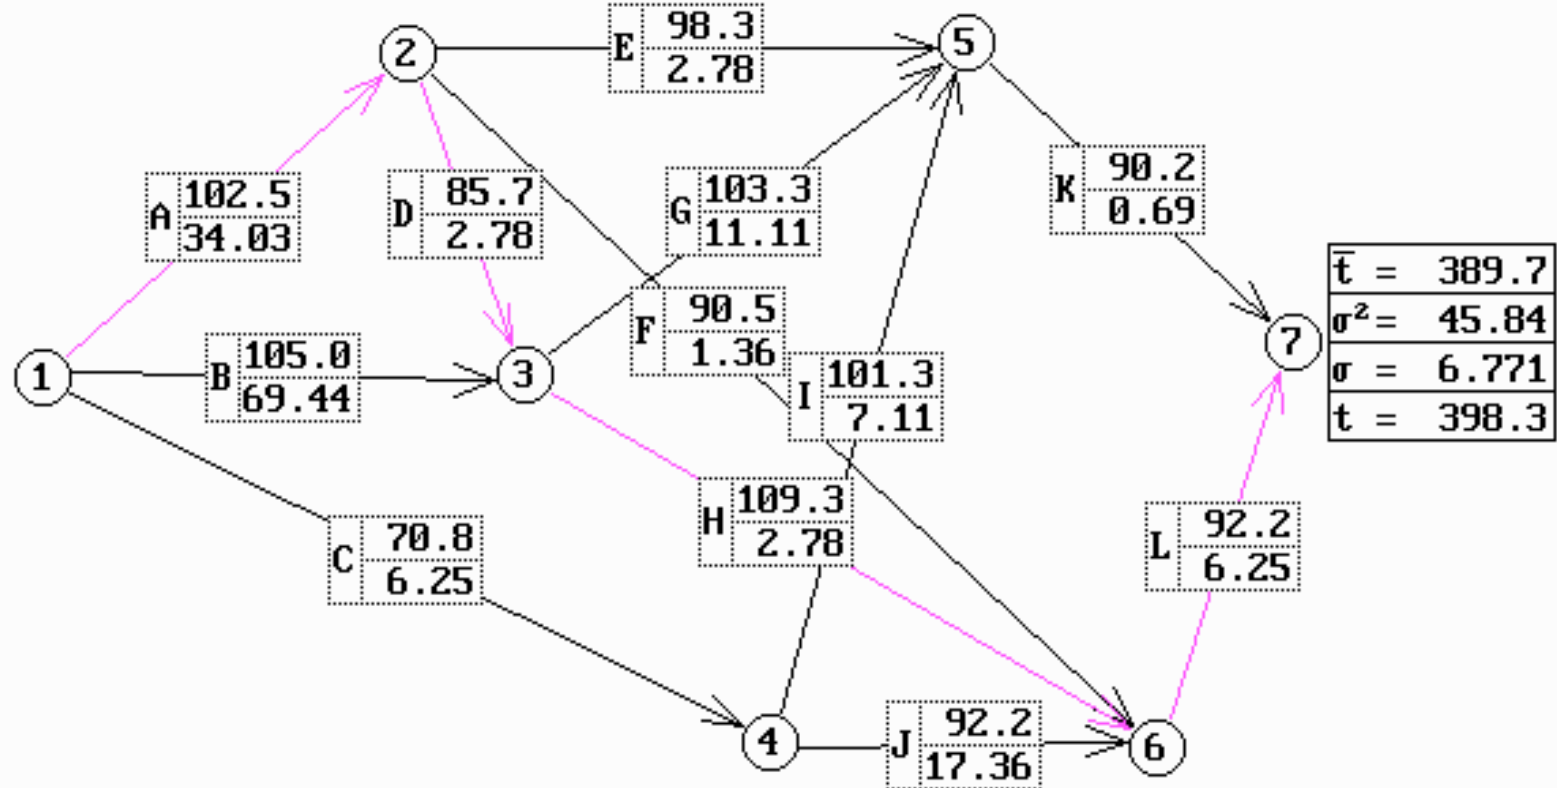 2
E 98.3
2.78
5
K 90.2
0.69
A 102.5
34.03
D 85.7
2.78
G 103.3
11.11
t̅ = 389.7
σ²= 45.84
σ = 6.771
t = 398.3
F 90.5
1.36
7
1
B 105.0
69.44
3
I 101.3
7.11
H 109.3
2.78
C 70.8
6.25
L 92.2
6.25
4
J 92.2
17.36
6